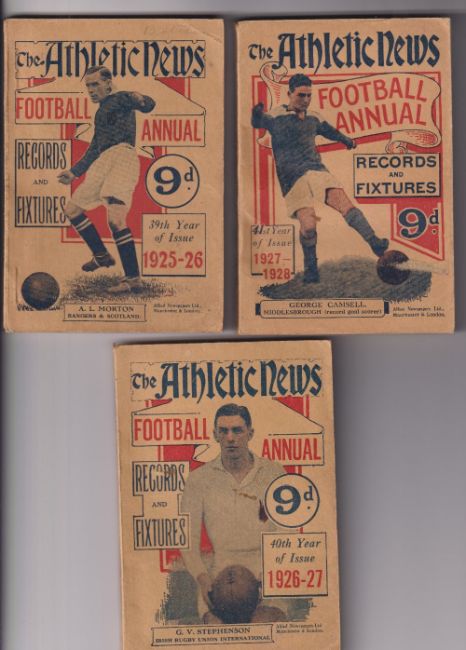 The Athletic News
FOOTBALL
ANNUAL
RECORDS
AND
FIXTURES
9d.
39th Year
of Issue
1925-26
A. L. MORTON
RANGERS & SCOTLAND.
Allied Newspapers Ltd.,
Manchester & London.
The Athletic News
FOOTBALL
ANNUAL
RECORDS
AND
FIXTURES
9d.
41st Year
of Issue
1927-
1928
GEORGE CAMSELL,
MIDDLESBROUGH (record goal scorer)
Allied Newspapers Ltd.,
Manchester & London.
The Athletic News
FOOTBALL
ANNUAL
RECORDS
AND
FIXTURES
9d.
40th Year
of Issue
1926-27
G. V. STEPHENSON
IRISH RUGBY UNION INTERNATIONAL
Allied Newspapers Ltd
Manchester & London.